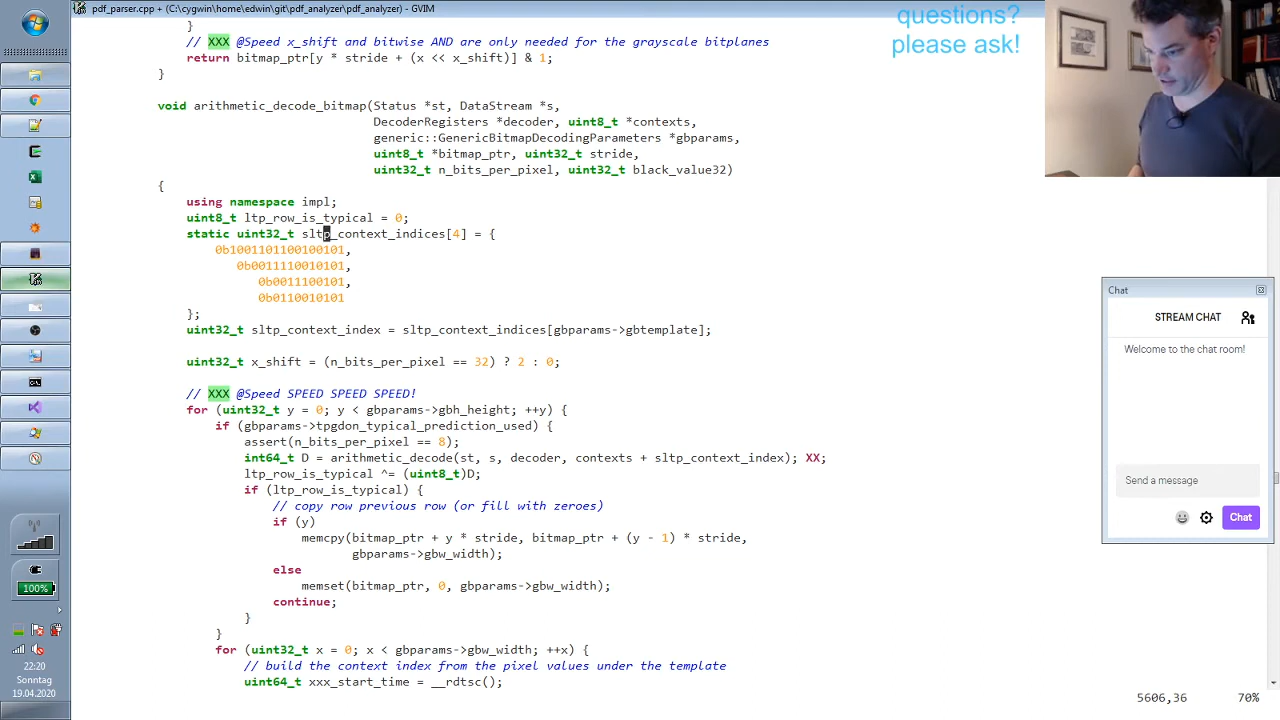 pdf_parser.cpp + (C:\cygwin\home\edwin\git\pdf_analyzer\pdf_analyzer) - GVIM
questions?
please ask!
}
// XXX @Speed x_shift and bitwise AND are only needed for the grayscale bitplanes
return bitmap_ptr[y * stride + (x << x_shift)] & 1;
}
void arithmetic_decode_bitmap(Status *st, DataStream *s,
DecoderRegisters *decoder, uint8_t *contexts,
generic::GenericBitmapDecodingParameters *gbparams,
uint8_t *bitmap_ptr, uint32_t stride,
uint32_t n_bits_per_pixel, uint32_t black_value32)
{
using namespace impl;
uint8_t ltp_row_is_typical = 0;
static uint32_t sltp_context_indices[4] = {
0b1001101100100101,
0b0011110010101,
0b0011100101,
0b0110010101
};
uint32_t sltp_context_index = sltp_context_indices[gbparams->gbtemplate];
uint32_t x_shift = (n_bits_per_pixel == 32) ? 2 : 0;
// XXX @Speed SPEED SPEED SPEED!
for (uint32_t y = 0; y < gbparams->gbh_height; ++y) {
if (gbparams->tpgdon_typical_prediction_used) {
assert(n_bits_per_pixel == 8);
int64_t D = arithmetic_decode(st, s, decoder, contexts + sltp_context_index); XX;
ltp_row_is_typical ^= (uint8_t)D;
if (ltp_row_is_typical) {
// copy row previous row (or fill with zeroes)
if (y)
memcpy(bitmap_ptr + y * stride, bitmap_ptr + (y - 1) * stride,
gbparams->gbw_width);
else
memset(bitmap_ptr, 0, gbparams->gbw_width);
continue;
}
}
for (uint32_t x = 0; x < gbparams->gbw_width; ++x) {
// build the context index from the pixel values under the template
uint64_t xxx_start_time = __rdtsc();
5606,36 70%
Chat
STREAM CHAT
Welcome to the chat room!
Send a message
Chat
100%
22:20
Sonntag
19.04.2020